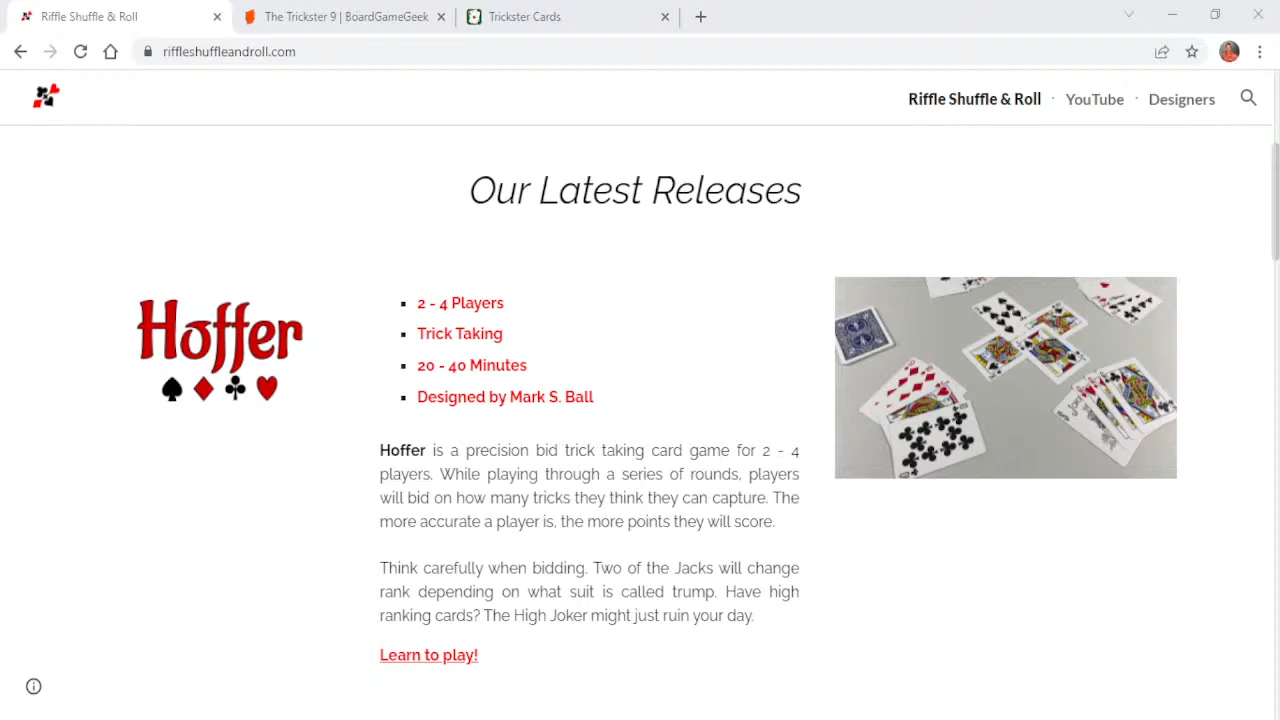 Riffle Shuffle & Roll
The Trickster 9 | BoardGameGeek
Trickster Cards
riffleshuffleandroll.com
Riffle Shuffle & Roll · YouTube · Designers
Our Latest Releases
Hoffer
2 - 4 Players
Trick Taking
20 - 40 Minutes
Designed by Mark S. Ball
Hoffer is a precision bid trick taking card game for 2 - 4
players. While playing through a series of rounds, players
will bid on how many tricks they think they can capture. The
more accurate a player is, the more points they will score.
Think carefully when bidding. Two of the Jacks will change
rank depending on what suit is called trump. Have high
ranking cards? The High Joker might just ruin your day.
Learn to play!